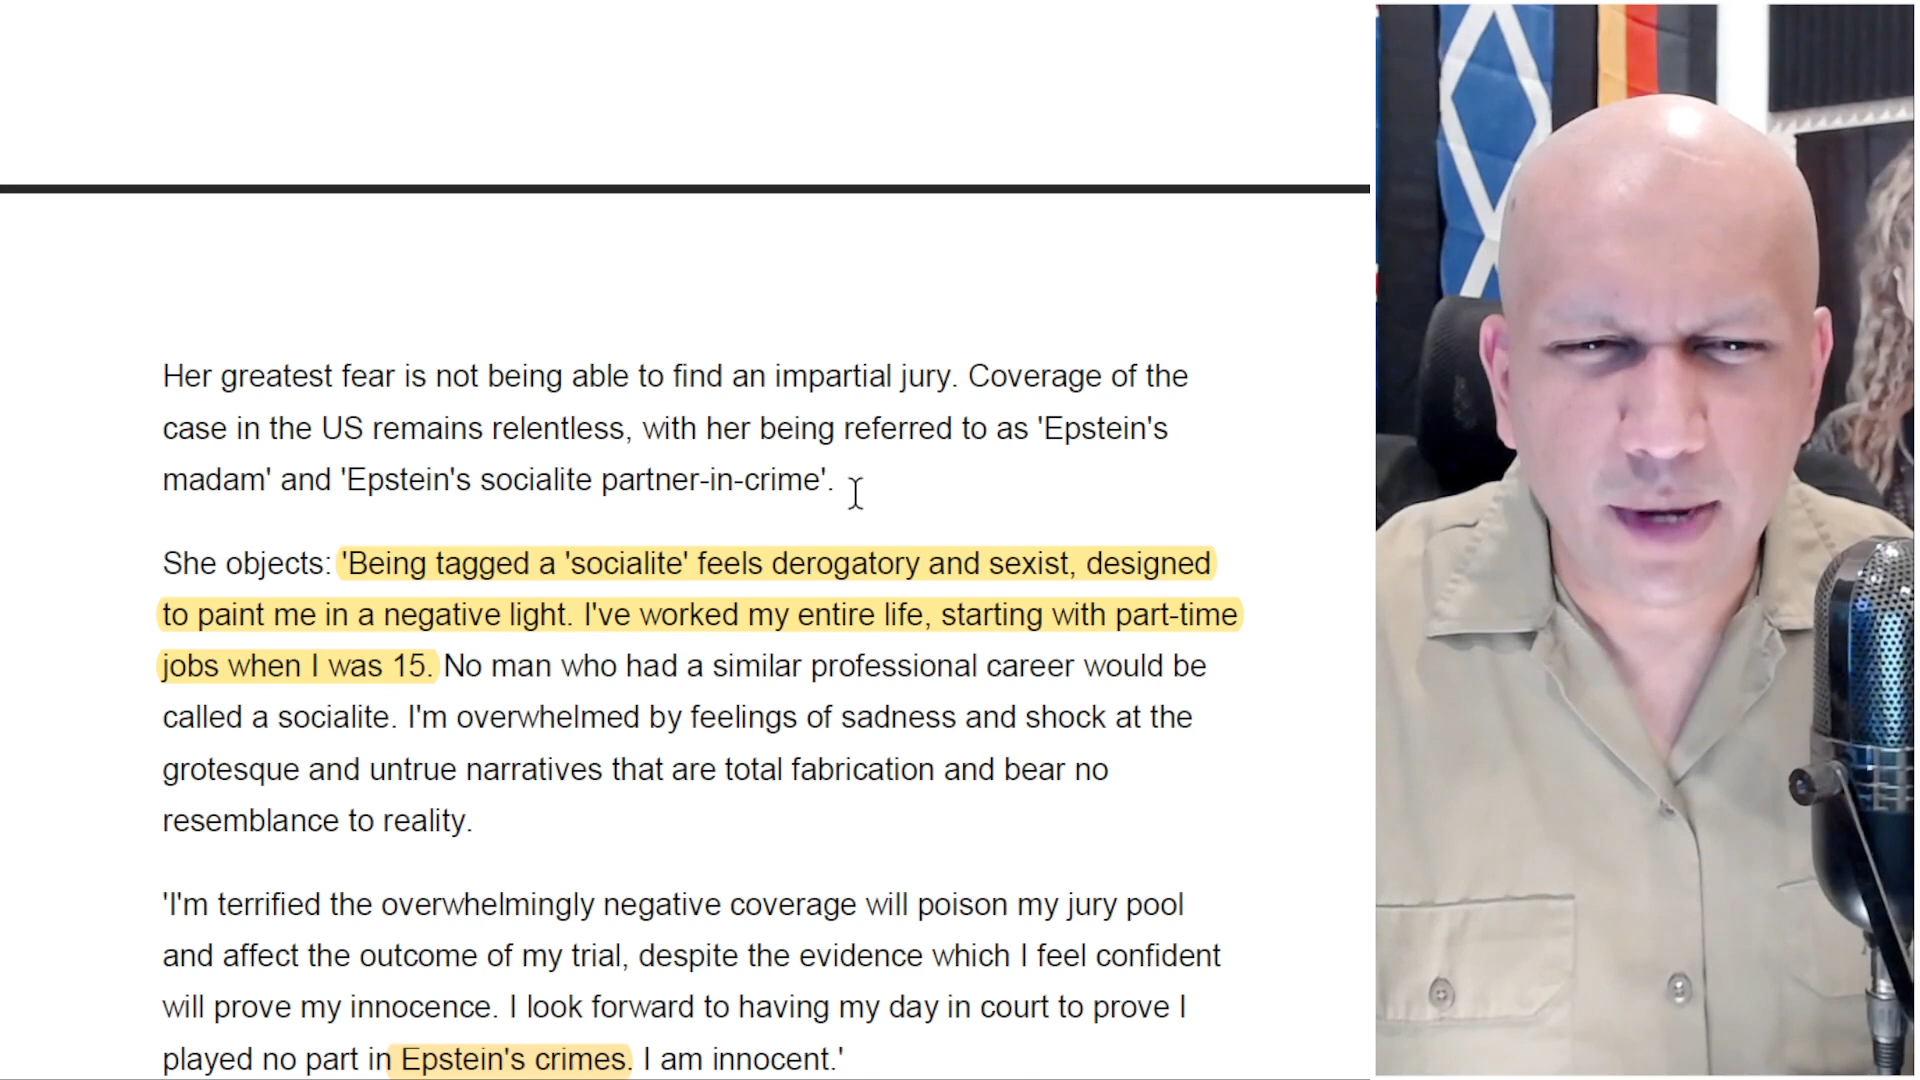 Her greatest fear is not being able to find an impartial jury. Coverage of the
case in the US remains relentless, with her being referred to as 'Epstein's
madam' and 'Epstein's socialite partner-in-crime'.
She objects: 'Being tagged a 'socialite' feels derogatory and sexist, designed
to paint me in a negative light. I've worked my entire life, starting with part-time
jobs when I was 15. No man who had a similar professional career would be
called a socialite. I'm overwhelmed by feelings of sadness and shock at the
grotesque and untrue narratives that are total fabrication and bear no
resemblance to reality.
'I'm terrified the overwhelmingly negative coverage will poison my jury pool
and affect the outcome of my trial, despite the evidence which I feel confident
will prove my innocence. I look forward to having my day in court to prove I
played no part in Epstein's crimes. I am innocent.'